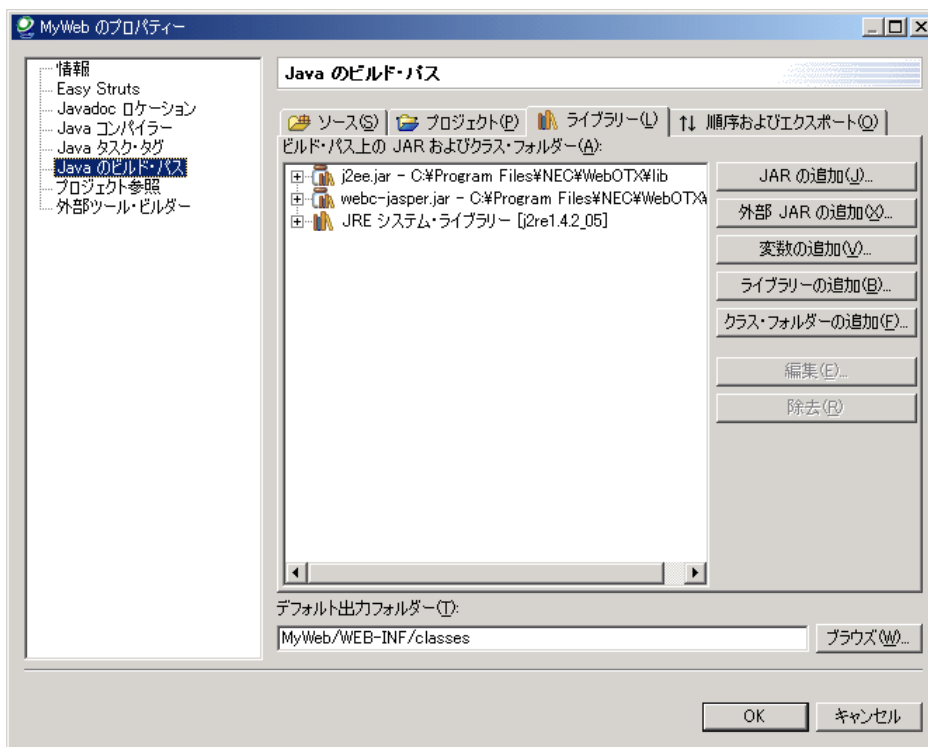 MyWeb のプロパティー
情報
Easy Struts
Javadoc ロケーション
Java コンパイラー
Java タスク・タグ
Java のビルド・パス
プロジェクト参照
外部ツール・ビルダー
Java のビルド・パス
ソース(S) プロジェクト(P) ライブラリー(L) 順序およびエクスポート(O)
ビルド・パス上の JAR およびクラス・フォルダー(A):
j2ee.jar - C:¥Program Files¥NEC¥WebOTX¥lib
webc-jasper.jar - C:¥Program Files¥NEC¥WebOTX¥
JRE システム・ライブラリー [j2re1.4.2_05]
JAR の追加(J)...
外部 JAR の追加(X)...
変数の追加(V)...
ライブラリーの追加(B)...
クラス・フォルダーの追加(F)...
編集(E)...
除去(R)
デフォルト出力フォルダー(T):
MyWeb/WEB-INF/classes
ブラウズ(W)...
OK
キャンセル